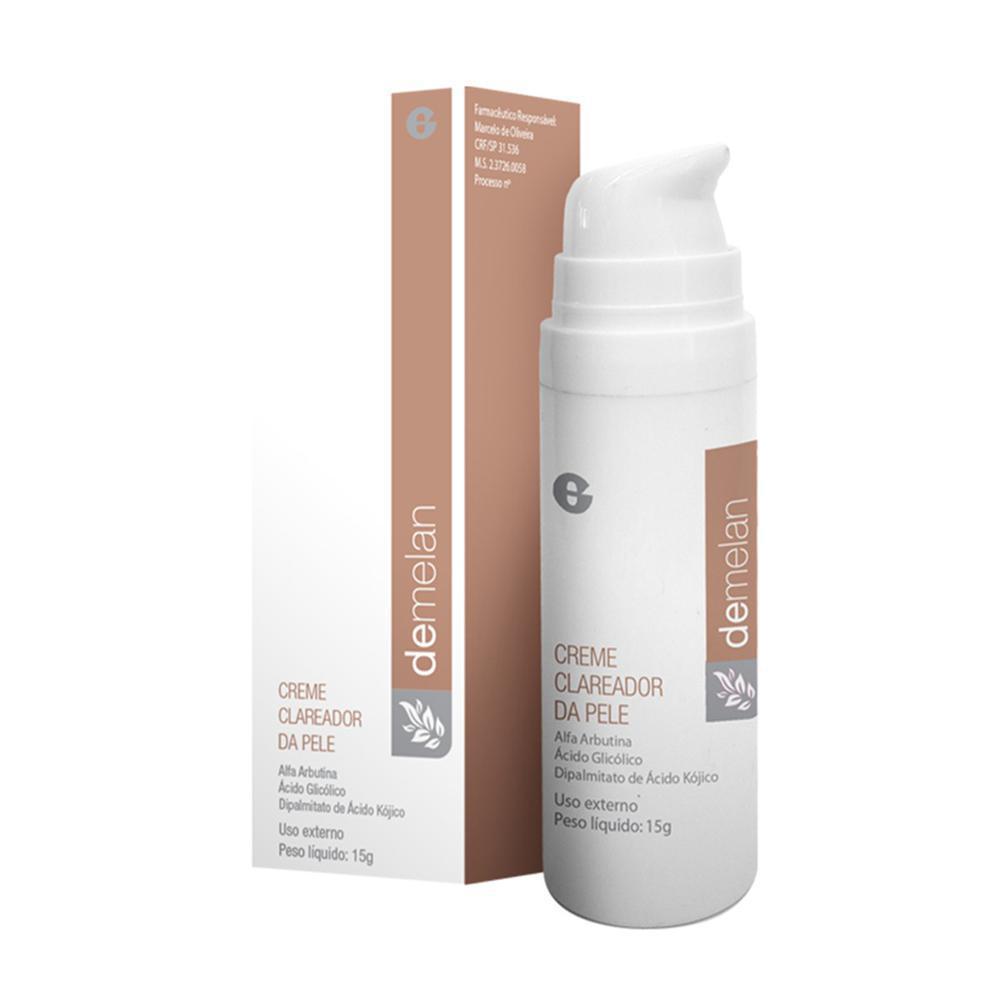 Farmacêutico Responsável:
Marcelo de Oliveira
CRF/SP 31.536
M.S. 2.3726.0058
Processo nº
demelan
CREME
CLAREADOR
DA PELE
Alfa Arbutina
Ácido Glicólico
Dipalmitato de Ácido Kójico
Uso externo
Peso líquido: 15g
demelan
CREME
CLAREADOR
DA PELE
Alfa Arbutina
Ácido Glicólico
Dipalmitato de Ácido Kójico
Uso externo
Peso líquido: 15g